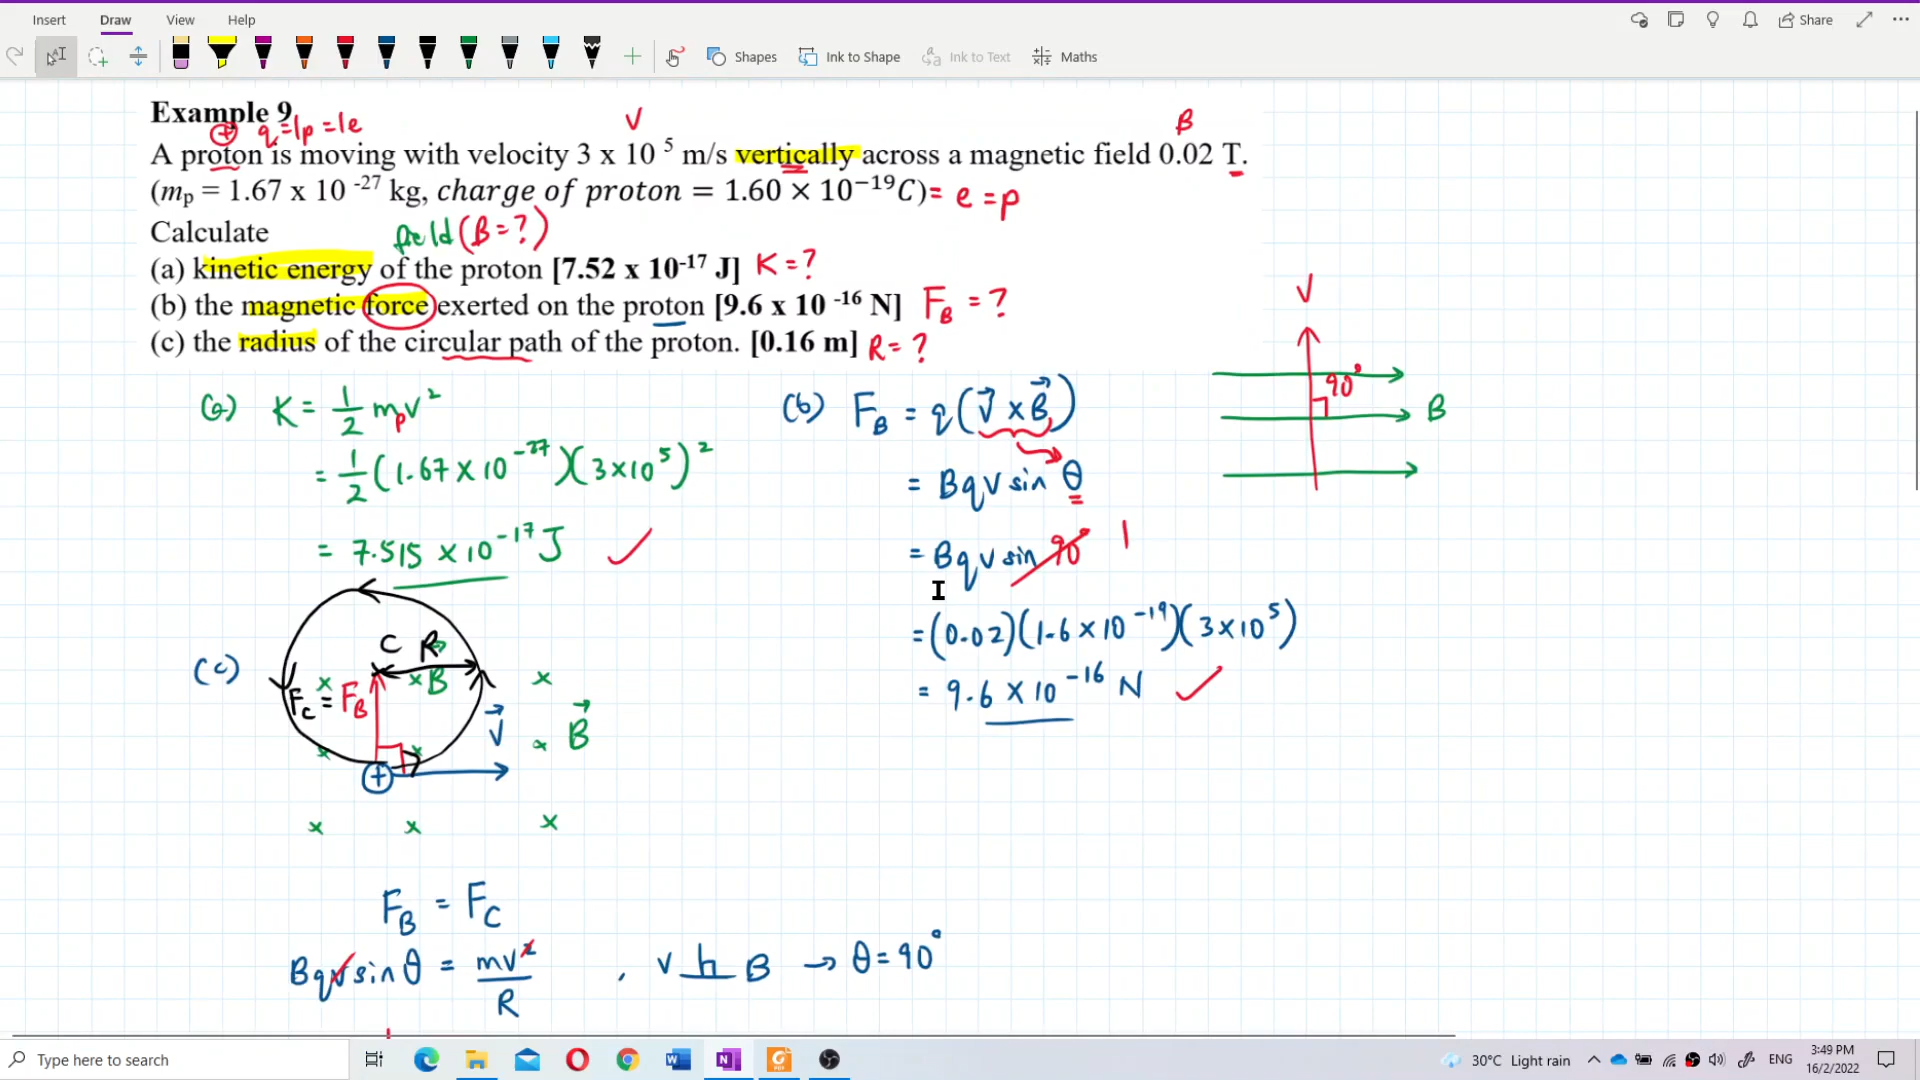 Insert Draw View Help
Share
Shapes Ink to Shape Ink to Text Maths
Example 9
+ q = 1p = 1e V B
A proton is moving with velocity 3 x 10 5 m/s vertically across a magnetic field 0.02 T.
(mp = 1.67 x 10 -27 kg, charge of proton = 1.60 × 10−19C) = e = p
Calculate field (B = ?)
(a) kinetic energy of the proton [7.52 x 10-17 J] K = ?
(b) the magnetic force exerted on the proton [9.6 x 10 -16 N] FB = ?
(c) the radius of the circular path of the proton. [0.16 m] R = ?
V
90°
B
(a) K = 1/2 mpv2
= 1/2 (1.67 x 10-27)(3x105)2
= 7.515 x 10-17 J ✓
(b) FB = q(V x B)
= Bqv sin θ
= Bqv sin 90° 1
= (0.02)(1.6 x 10-19)(3x105)
= 9.6 x 10-16 N ✓
(c) C R
x x B x
Fc = FB
V x B
+
x x x
FB = FC
Bqv sin θ = mv2/R , v ⊥ B → θ = 90°
Type here to search
30°C Light rain
ENG
3:49 PM
16/2/2022